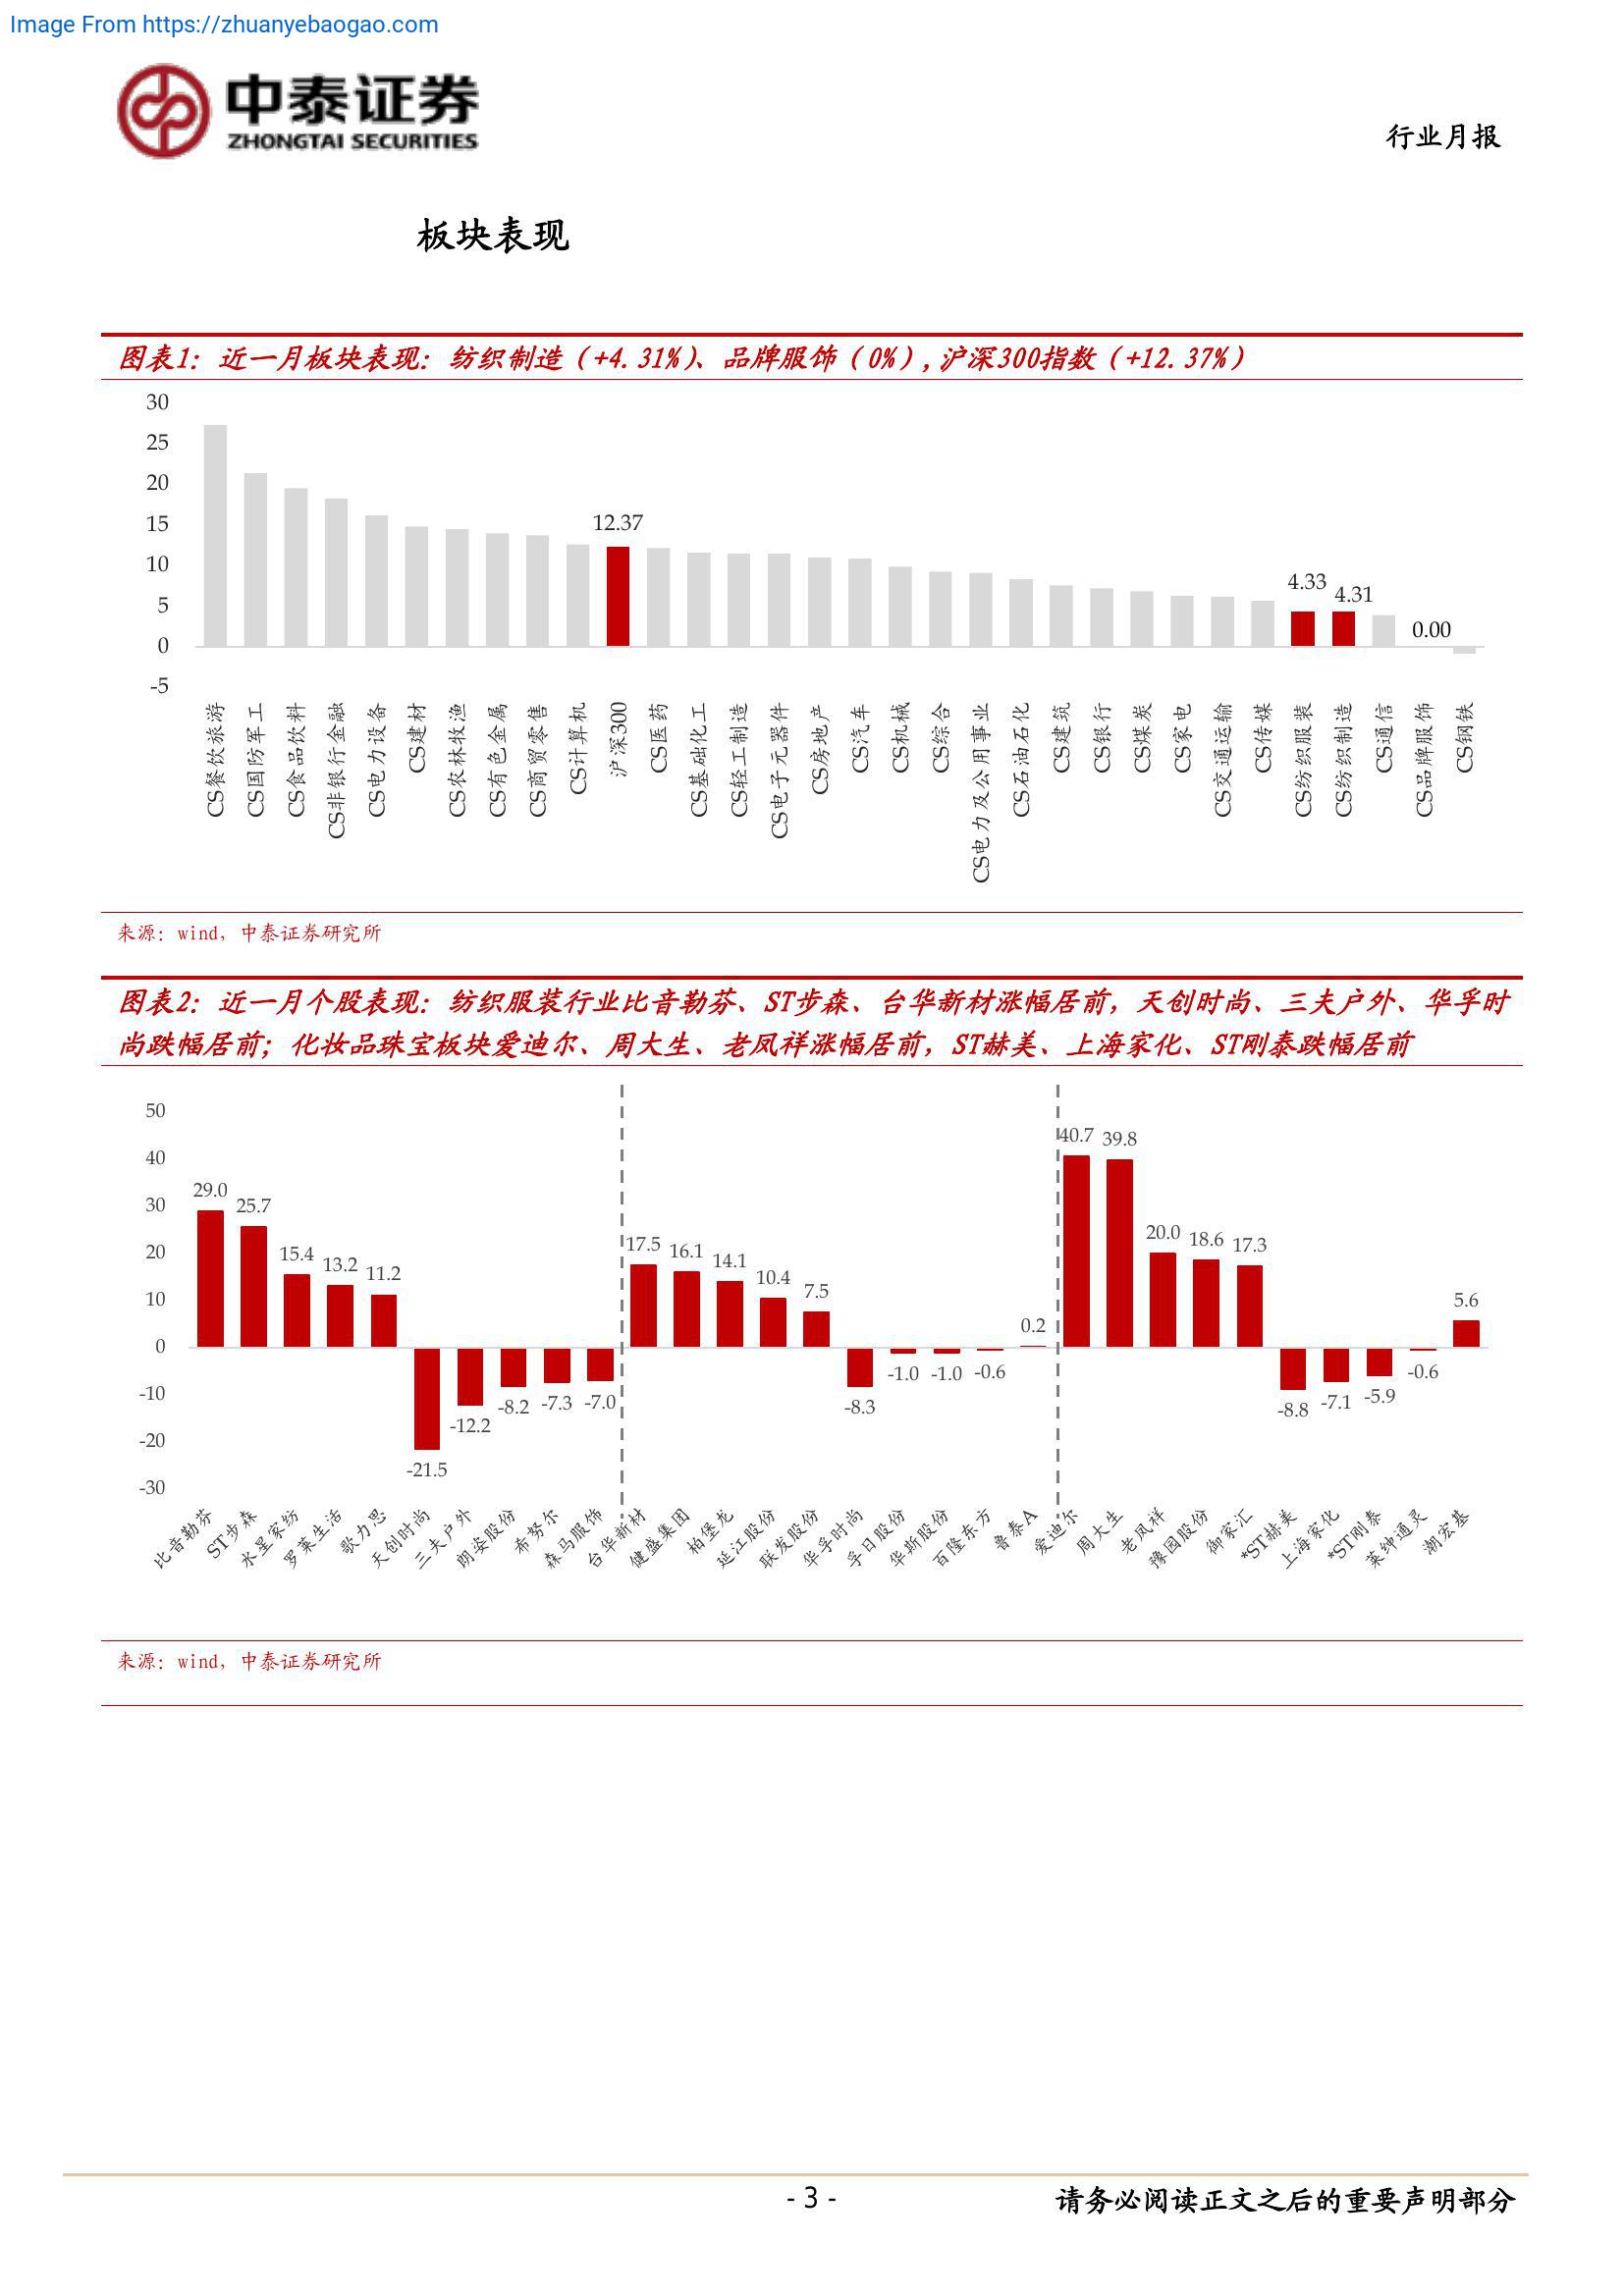 Image From https://zhuanyebaogao.com
中泰证券
ZHONGTAI SECURITIES
行业月报
板块表现
图表1：近一月板块表现：纺织制造（+4.31%）、品牌服饰（0%）,沪深300指数（+12.37%）
30
25
20
15
10
5
0
-5
12.37
4.33
4.31
0.00
CS餐饮旅游
CS国防军工
CS食品饮料
CS非银行金融
CS电力设备
CS建材
CS农林牧渔
CS有色金属
CS商贸零售
CS计算机
沪深300
CS医药
CS基础化工
CS轻工制造
CS电子元器件
CS房地产
CS汽车
CS机械
CS综合
CS电力及公用事业
CS石油石化
CS建筑
CS银行
CS煤炭
CS家电
CS交通运输
CS传媒
CS纺织服装
CS纺织制造
CS通信
CS品牌服饰
CS钢铁
来源：wind，中泰证券研究所
图表2：近一月个股表现：纺织服装行业比音勒芬、ST步森、台华新材涨幅居前，天创时尚、三夫户外、华孚时
尚跌幅居前；化妆品珠宝板块爱迪尔、周大生、老凤祥涨幅居前，ST赫美、上海家化、ST刚泰跌幅居前
50
40
30
20
10
0
-10
-20
-30
29.0
25.7
15.4
13.2
11.2
-21.5
-12.2
-8.2
-7.3
-7.0
17.5
16.1
14.1
10.4
7.5
-8.3
-1.0
-1.0
-0.6
0.2
40.7
39.8
20.0
18.6
17.3
-8.8
-7.1
-5.9
-0.6
5.6
比音勒芬
ST步森
水星家纺
罗莱生活
歌力思
天创时尚
三夫户外
朗姿股份
希努尔
森马服饰
台华新材
健盛集团
柏堡龙
延江股份
联发股份
华孚时尚
孚日股份
华斯股份
百隆东方
鲁泰A
爱迪尔
周大生
老凤祥
豫园股份
御家汇
*ST赫美
上海家化
*ST刚泰
莱绅通灵
潮宏基
来源：wind，中泰证券研究所
- 3 -
请务必阅读正文之后的重要声明部分